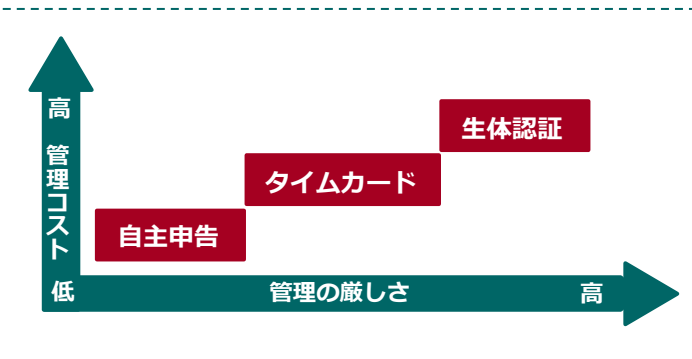 高
管理コスト
低
生体認証
タイムカード
自主申告
管理の厳しさ
高